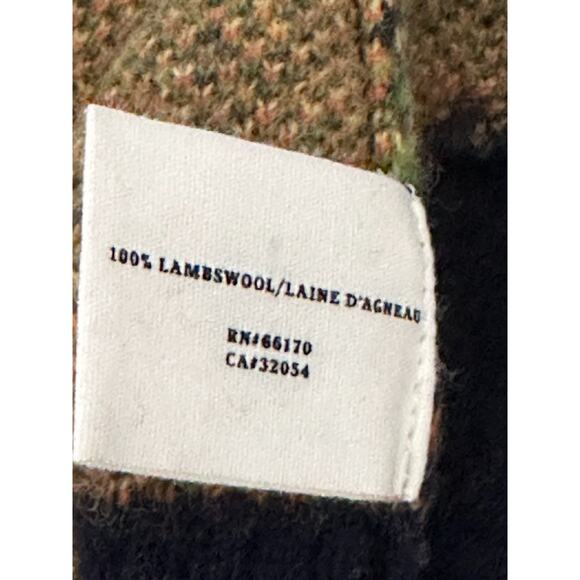 100% LAMBSWOOL/LAINE D'AGNEAU
RN#66170
CA#32054